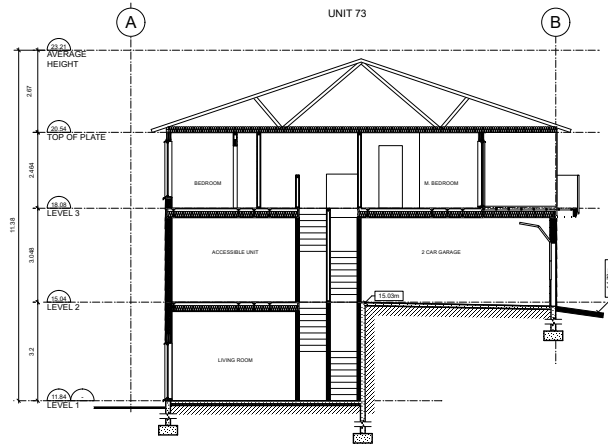 UNIT 73
A
B
23.21
AVERAGE
HEIGHT
2.67
20.54
TOP OF PLATE
2.464
BEDROOM
M. BEDROOM
18.08
LEVEL 3
11.38
3.048
ACCESSIBLE UNIT
2 CAR GARAGE
15.04
LEVEL 2
15.03m
3.2
LIVING ROOM
11.84
LEVEL 1